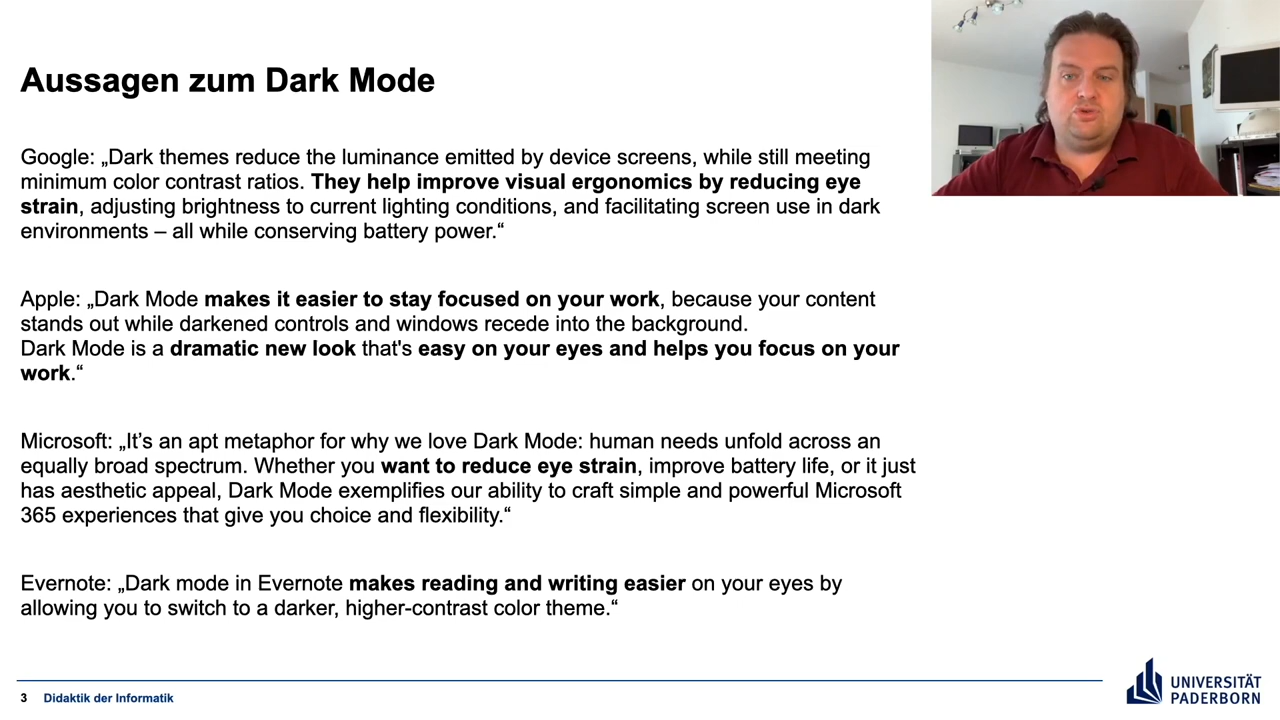 Aussagen zum Dark Mode
Google: „Dark themes reduce the luminance emitted by device screens, while still meeting
minimum color contrast ratios. They help improve visual ergonomics by reducing eye
strain, adjusting brightness to current lighting conditions, and facilitating screen use in dark
environments – all while conserving battery power.“
Apple: „Dark Mode makes it easier to stay focused on your work, because your content
stands out while darkened controls and windows recede into the background.
Dark Mode is a dramatic new look that's easy on your eyes and helps you focus on your
work.“
Microsoft: „It’s an apt metaphor for why we love Dark Mode: human needs unfold across an
equally broad spectrum. Whether you want to reduce eye strain, improve battery life, or it just
has aesthetic appeal, Dark Mode exemplifies our ability to craft simple and powerful Microsoft
365 experiences that give you choice and flexibility.“
Evernote: „Dark mode in Evernote makes reading and writing easier on your eyes by
allowing you to switch to a darker, higher-contrast color theme.“
3 Didaktik der Informatik
UNIVERSITÄT
PADERBORN